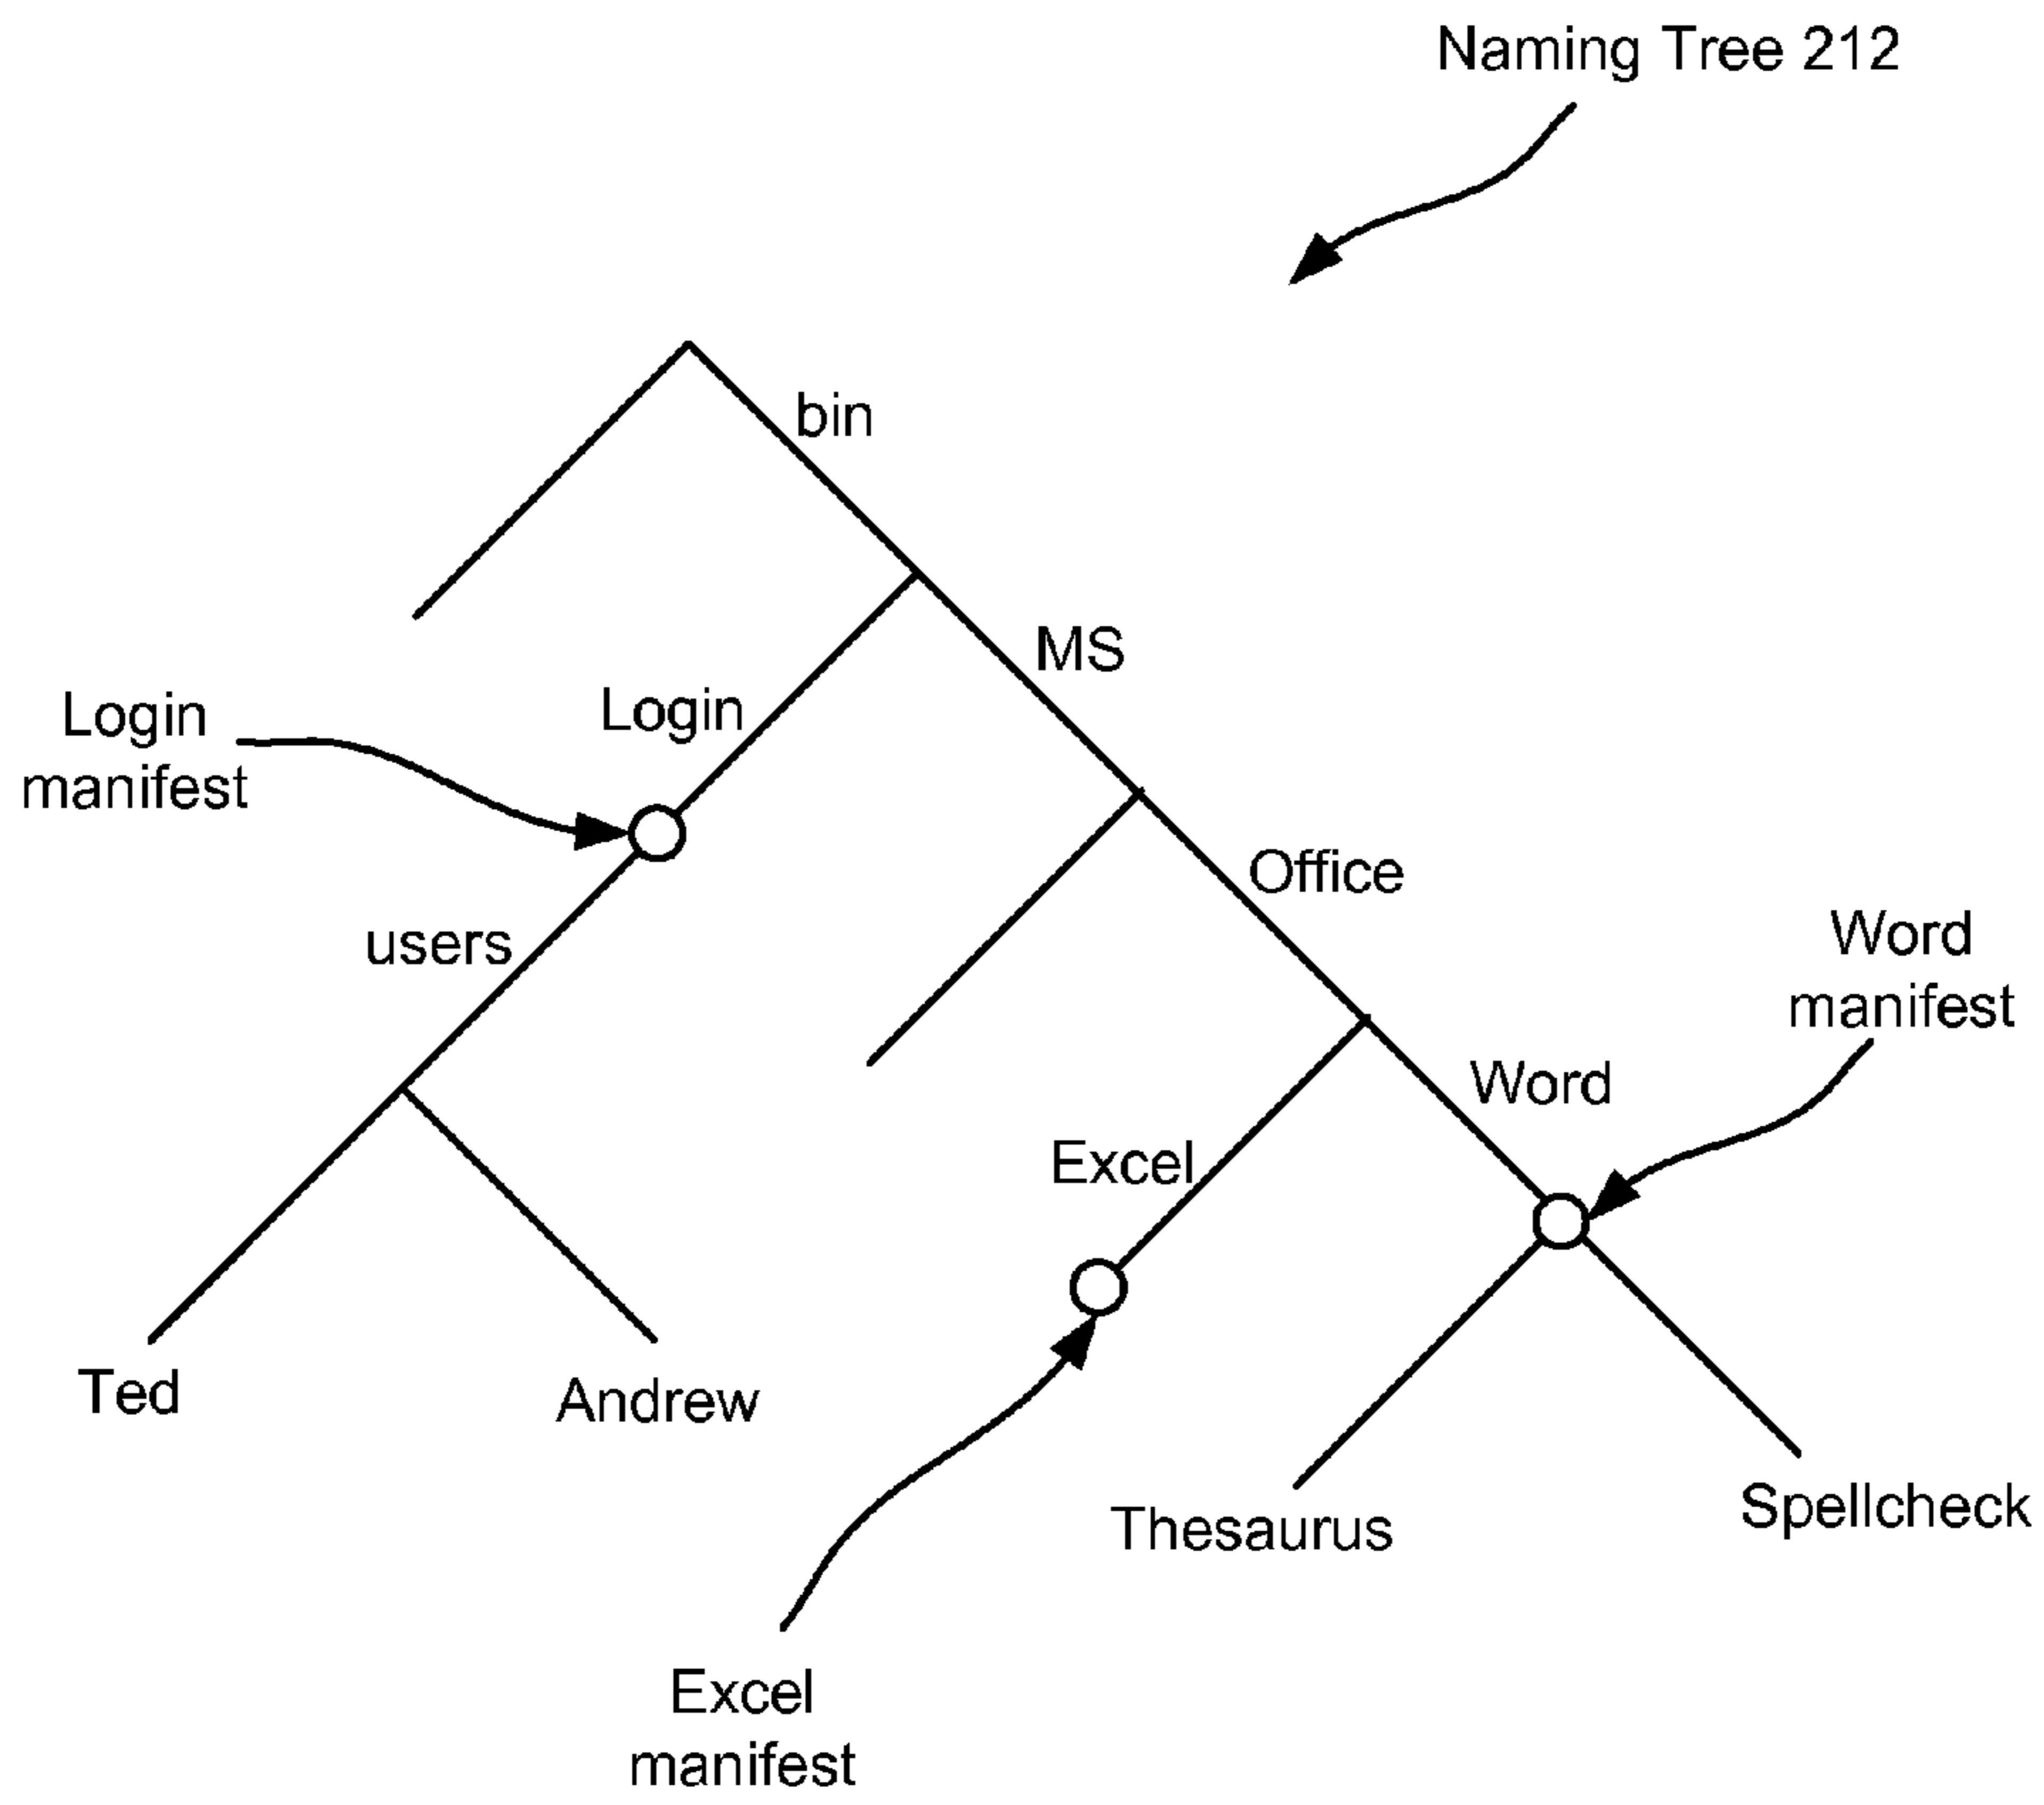 Naming Tree 212
bin
MS
Login
Login
manifest
Office
users
Word
manifest
Word
Excel
Ted
Andrew
Thesaurus
Spellcheck
Excel
manifest